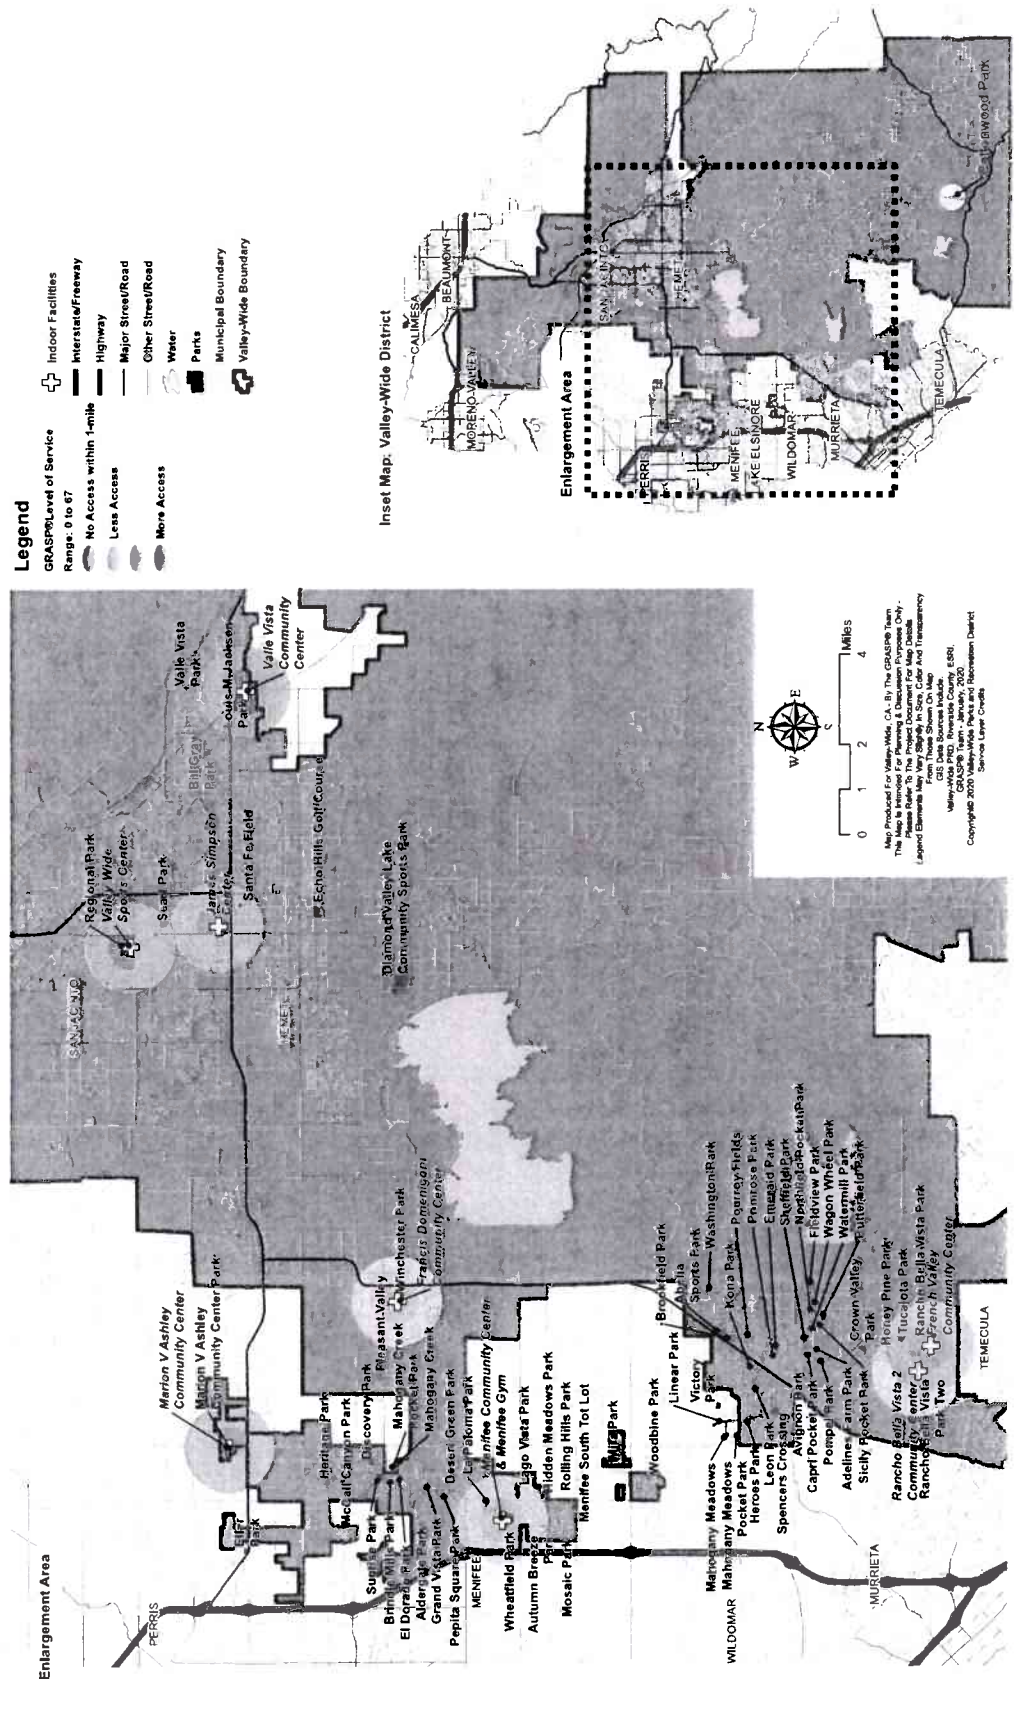 Enlargement Area
PERRIS
Marion V Ashley
Community Center
Marion V Ashley
Community Center Park
Eller
Park
Heritage Park
McCall Canyon Park
Discovery Park
Pleasant Valley
Mahogany Creek
Pocket Park
Mahogany Creek
Winchester Park
Francis Domenigoni
Community Center
El Dorado Park
Grand Vista Park
Pepita Square Park
Desert Green Park
La Paloma Park
MENIFEE
Menifee Community Center
& Menifee Gym
Wheatfield Park
Lago Vista Park
Autumn Breeze
Park
Hidden Meadows Park
Rolling Hills Park
Mosaic Park
Menifee South Tot Lot
Mira Park
Woodbine Park
Regional Park
Valley Wide
Sports Center
SAN JACINTO
James Simpson
Center
Santa Fe Field
Bill Gray
Park
Valle Vista
Park
Louis M. Jackson
Park
Valle Vista
Community
Center
HEMET
Echo Hills Golf Course
Diamond Valley Lake
Community Sports Park
Brookfield Park
Abelia
Sports Park
Washington Park
Linear Park
Victory
Park
Kona Park
Pourroy Fields
Primrose Park
Emerald Park
Sheffield Park
Northfield Pocket Park
Fieldview Park
Wagon Wheel Park
Watermill Park
Butterfield Park
Mahogany Meadows
Mahogany Meadows
Pocket Park
Heroes Park
Leon Park
Spencers Crossing
Avignon Park
Capri Pocket Park
Pompei Park
Adelines Farm Park
Sicily Pocket Park
Crown Valley
Park
Honey Pine Park
Tucalota Park
Rancho Bella Vista Park
French Valley
Community Center
Rancho Bella Vista 2
Community Center
Rancho Bella Vista
Park Two
WILDOMAR
MURRIETA
TEMECULA
N
E
S
W
0
1
2
4
Miles
Map Produced For Valley-Wide, CA - By The GRASP® Team
This Map Is Intended For Planning & Discussion Purposes Only -
Please Refer To The Project Document For Map Details
Legend Elements May Vary Slightly In Size, Color And Transparency
From Those Shown On Map
GIS Data Sources Include:
Valley-Wide PRD, Riverside County, ESRI,
GRASP® Team - January, 2020
Copyright© 2020 Valley-Wide Parks and Recreation District
Service Layer Credits
Legend
GRASP® Level of Service
Range: 0 to 67
No Access within 1-mile
Less Access
More Access
Indoor Facilities
Interstate/Freeway
Highway
Major Street/Road
Other Street/Road
Water
Parks
Municipal Boundary
Valley-Wide Boundary
Inset Map: Valley-Wide District
CALIMESA
BEAUMONT
MORENO VALLEY
Enlargement Area
SAN JACINTO
HEMET
PERRIS
MENIFEE
LAKE ELSINORE
WILDOMAR
MURRIETA
TEMECULA